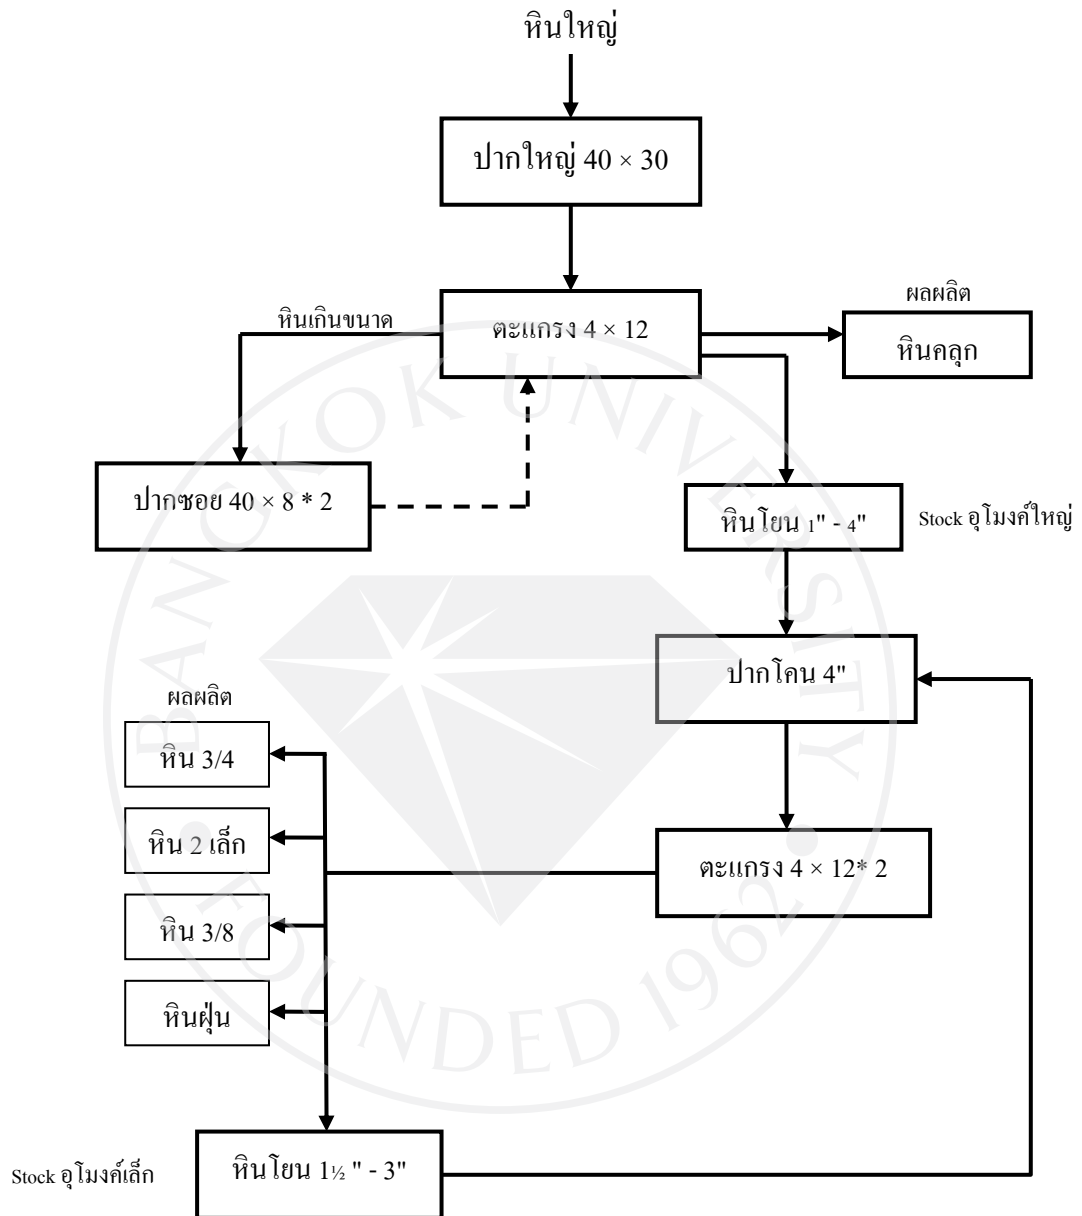 หินใหญ่
ปากใหญ่ 40 × 30
ตะแกรง 4 × 12
หินเกินขนาด
ผลผลิต
หินคลุก
ปากซอย 40 × 8 * 2
หินโยน 1" - 4"
Stock อุโมงค์ใหญ่
ปากโคน 4"
ผลผลิต
หิน 3/4
หิน 2 เล็ก
ตะแกรง 4 × 12* 2
หิน 3/8
หินฝุ่น
Stock อุโมงค์เล็ก
หินโยน 1½ " - 3"
BANGKOK UNIVERSITY
FOUNDED 1962